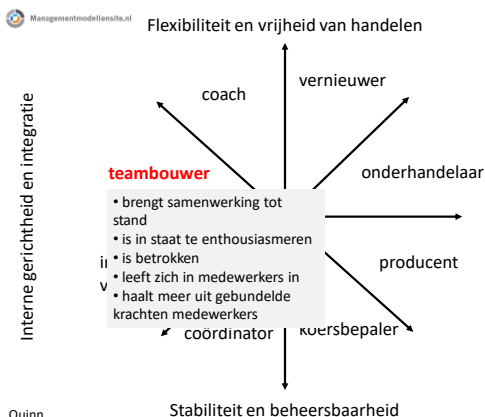 Managementmodellensite.nl
Flexibiliteit en vrijheid van handelen
coach
vernieuwer
Interne gerichtheid en integratie
teambouwer
onderhandelaar
• brengt samenwerking tot
stand
• is in staat te enthousiasmeren
• is betrokken
• leeft zich in medewerkers in
• haalt meer uit gebundelde
krachten medewerkers
producent
coördinator
koersbepaler
Stabiliteit en beheersbaarheid
Quinn